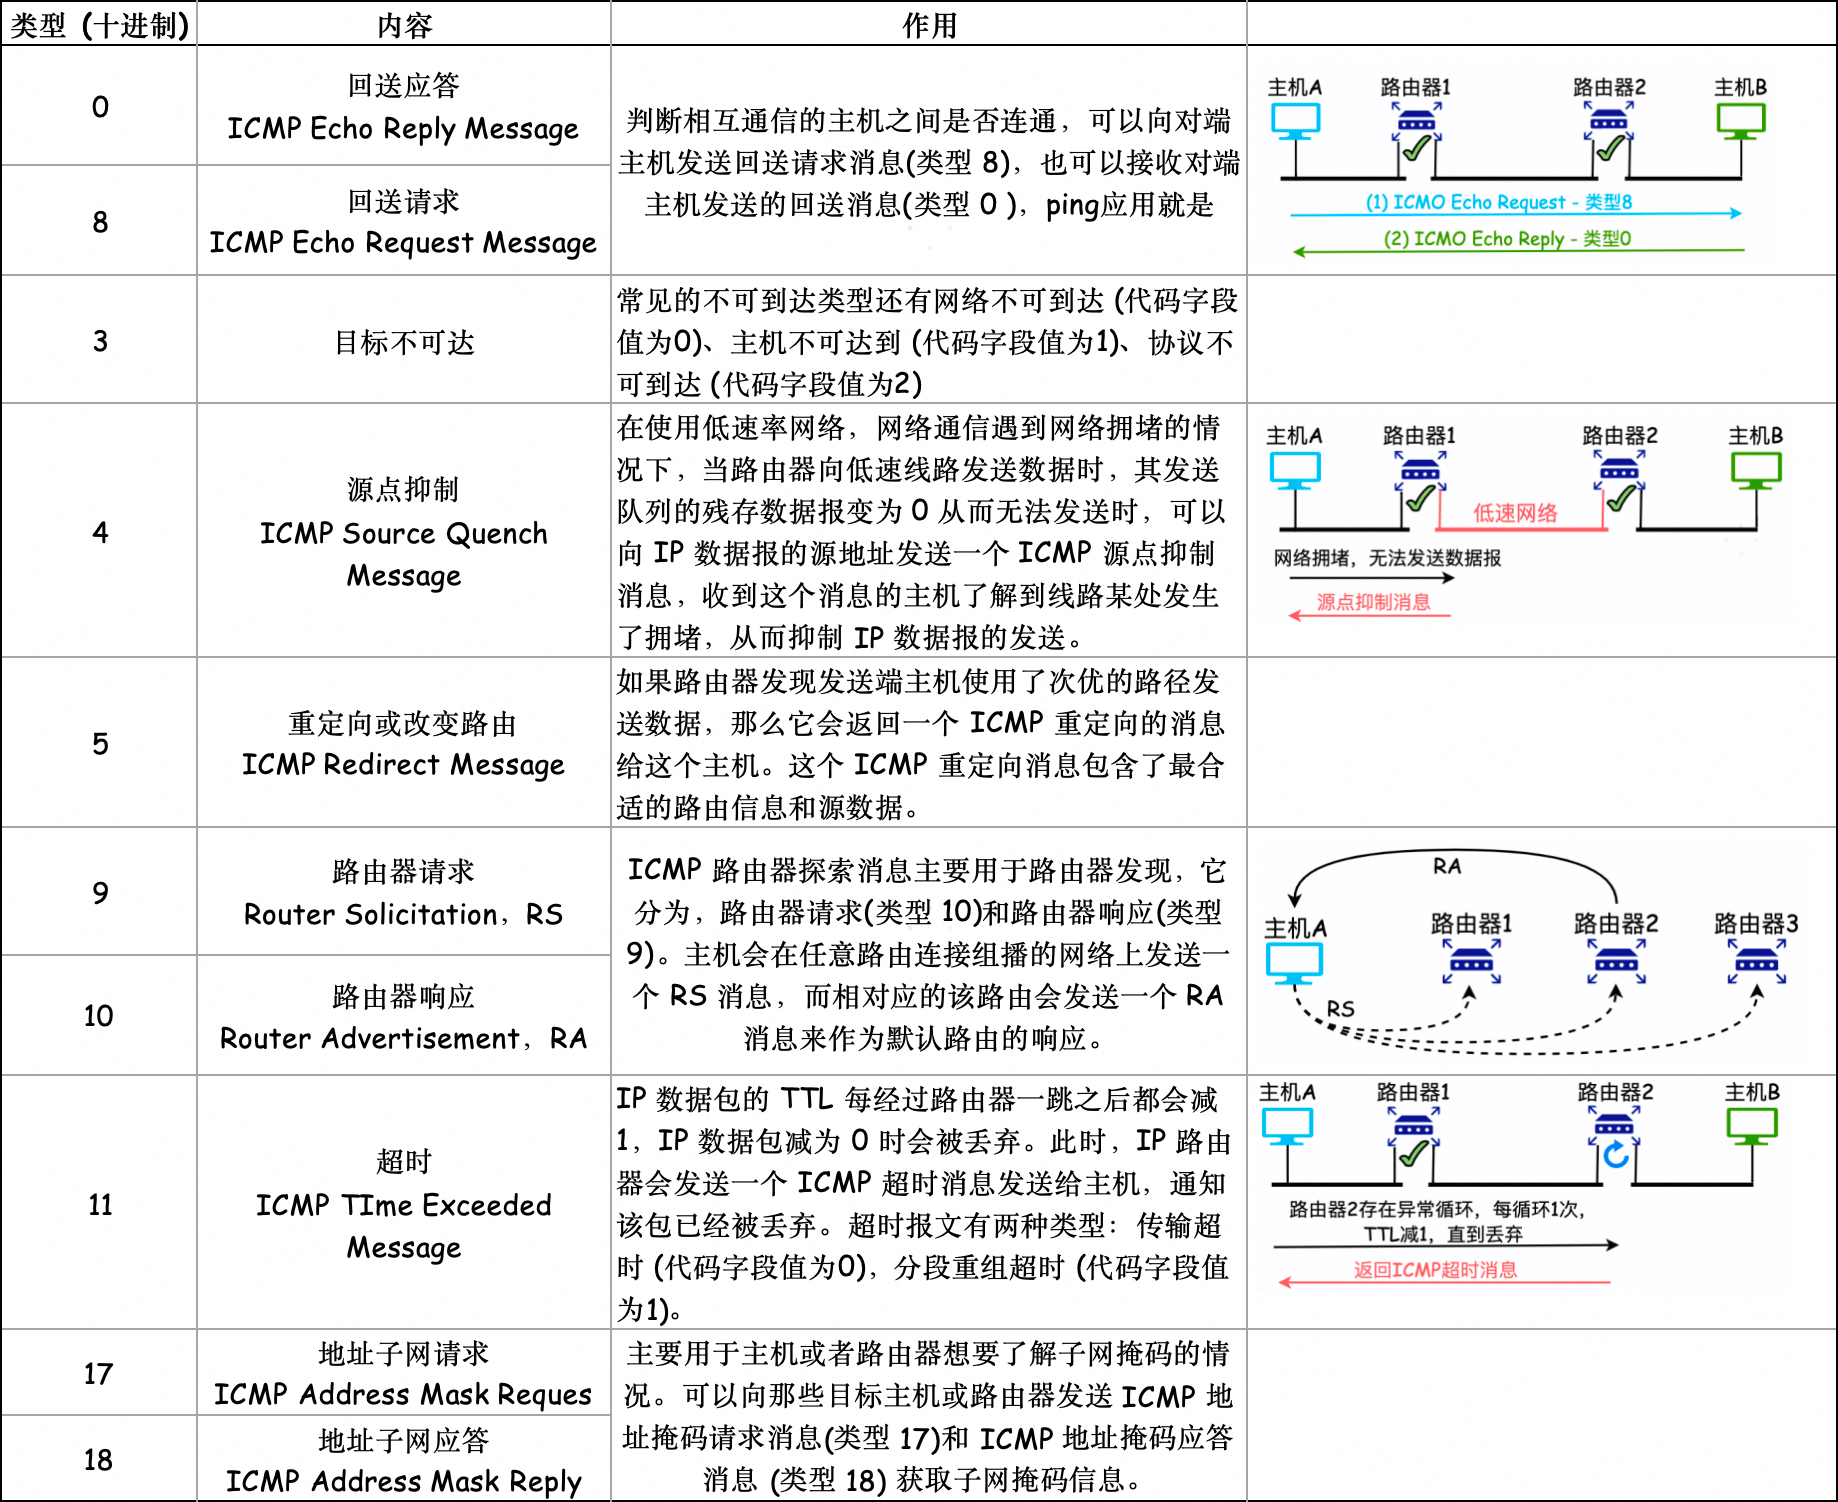 类型 (十进制)
内容
作用
0
回送应答
ICMP Echo Reply Message
8
回送请求
ICMP Echo Request Message
判断相互通信的主机之间是否连通，可以向对端
主机发送回送请求消息(类型 8)，也可以接收对端
主机发送的回送消息(类型 0 )，ping应用就是
主机A
路由器1
路由器2
主机B
(1) ICMO Echo Request - 类型8
(2) ICMO Echo Reply - 类型0
3
目标不可达
常见的不可到达类型还有网络不可到达 (代码字段
值为0)、主机不可达到 (代码字段值为1)、协议不
可到达 (代码字段值为2)
4
源点抑制
ICMP Source Quench
Message
在使用低速率网络，网络通信遇到网络拥堵的情
况下，当路由器向低速线路发送数据时，其发送
队列的残存数据报变为 0 从而无法发送时，可以
向 IP 数据报的源地址发送一个 ICMP 源点抑制
消息，收到这个消息的主机了解到线路某处发生
了拥堵，从而抑制 IP 数据报的发送。
主机A
路由器1
路由器2
主机B
低速网络
网络拥堵，无法发送数据报
源点抑制消息
5
重定向或改变路由
ICMP Redirect Message
如果路由器发现发送端主机使用了次优的路径发
送数据，那么它会返回一个 ICMP 重定向的消息
给这个主机。这个 ICMP 重定向消息包含了最合
适的路由信息和源数据。
9
路由器请求
Router Solicitation，RS
10
路由器响应
Router Advertisement，RA
ICMP 路由器探索消息主要用于路由器发现，它
分为，路由器请求(类型 10)和路由器响应(类型
9)。主机会在任意路由连接组播的网络上发送一
个 RS 消息，而相对应的该路由会发送一个 RA
消息来作为默认路由的响应。
RA
主机A
路由器1
路由器2
路由器3
RS
11
超时
ICMP TIme Exceeded
Message
IP 数据包的 TTL 每经过路由器一跳之后都会减
1，IP 数据包减为 0 时会被丢弃。此时，IP 路由
器会发送一个 ICMP 超时消息发送给主机，通知
该包已经被丢弃。超时报文有两种类型：传输超
时 (代码字段值为0)，分段重组超时 (代码字段值
为1)。
主机A
路由器1
路由器2
主机B
路由器2存在异常循环，每循环1次，
TTL减1，直到丢弃
返回ICMP超时消息
17
地址子网请求
ICMP Address Mask Reques
18
地址子网应答
ICMP Address Mask Reply
主要用于主机或者路由器想要了解子网掩码的情
况。可以向那些目标主机或路由器发送 ICMP 地
址掩码请求消息(类型 17)和 ICMP 地址掩码应答
消息 (类型 18) 获取子网掩码信息。